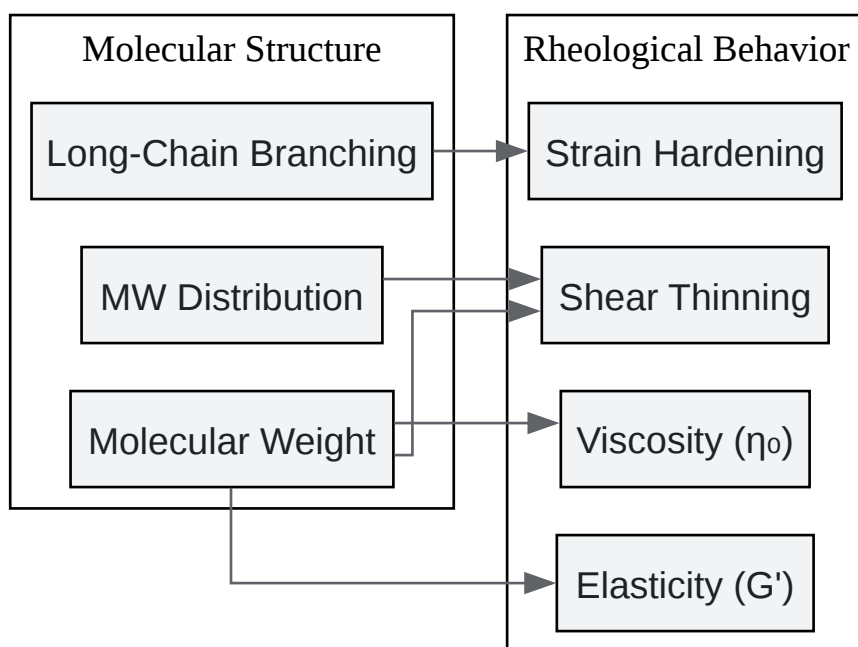 Molecular Structure
Long-Chain Branching
MW Distribution
Molecular Weight
Rheological Behavior
Strain Hardening
Shear Thinning
Viscosity (η₀)
Elasticity (G')